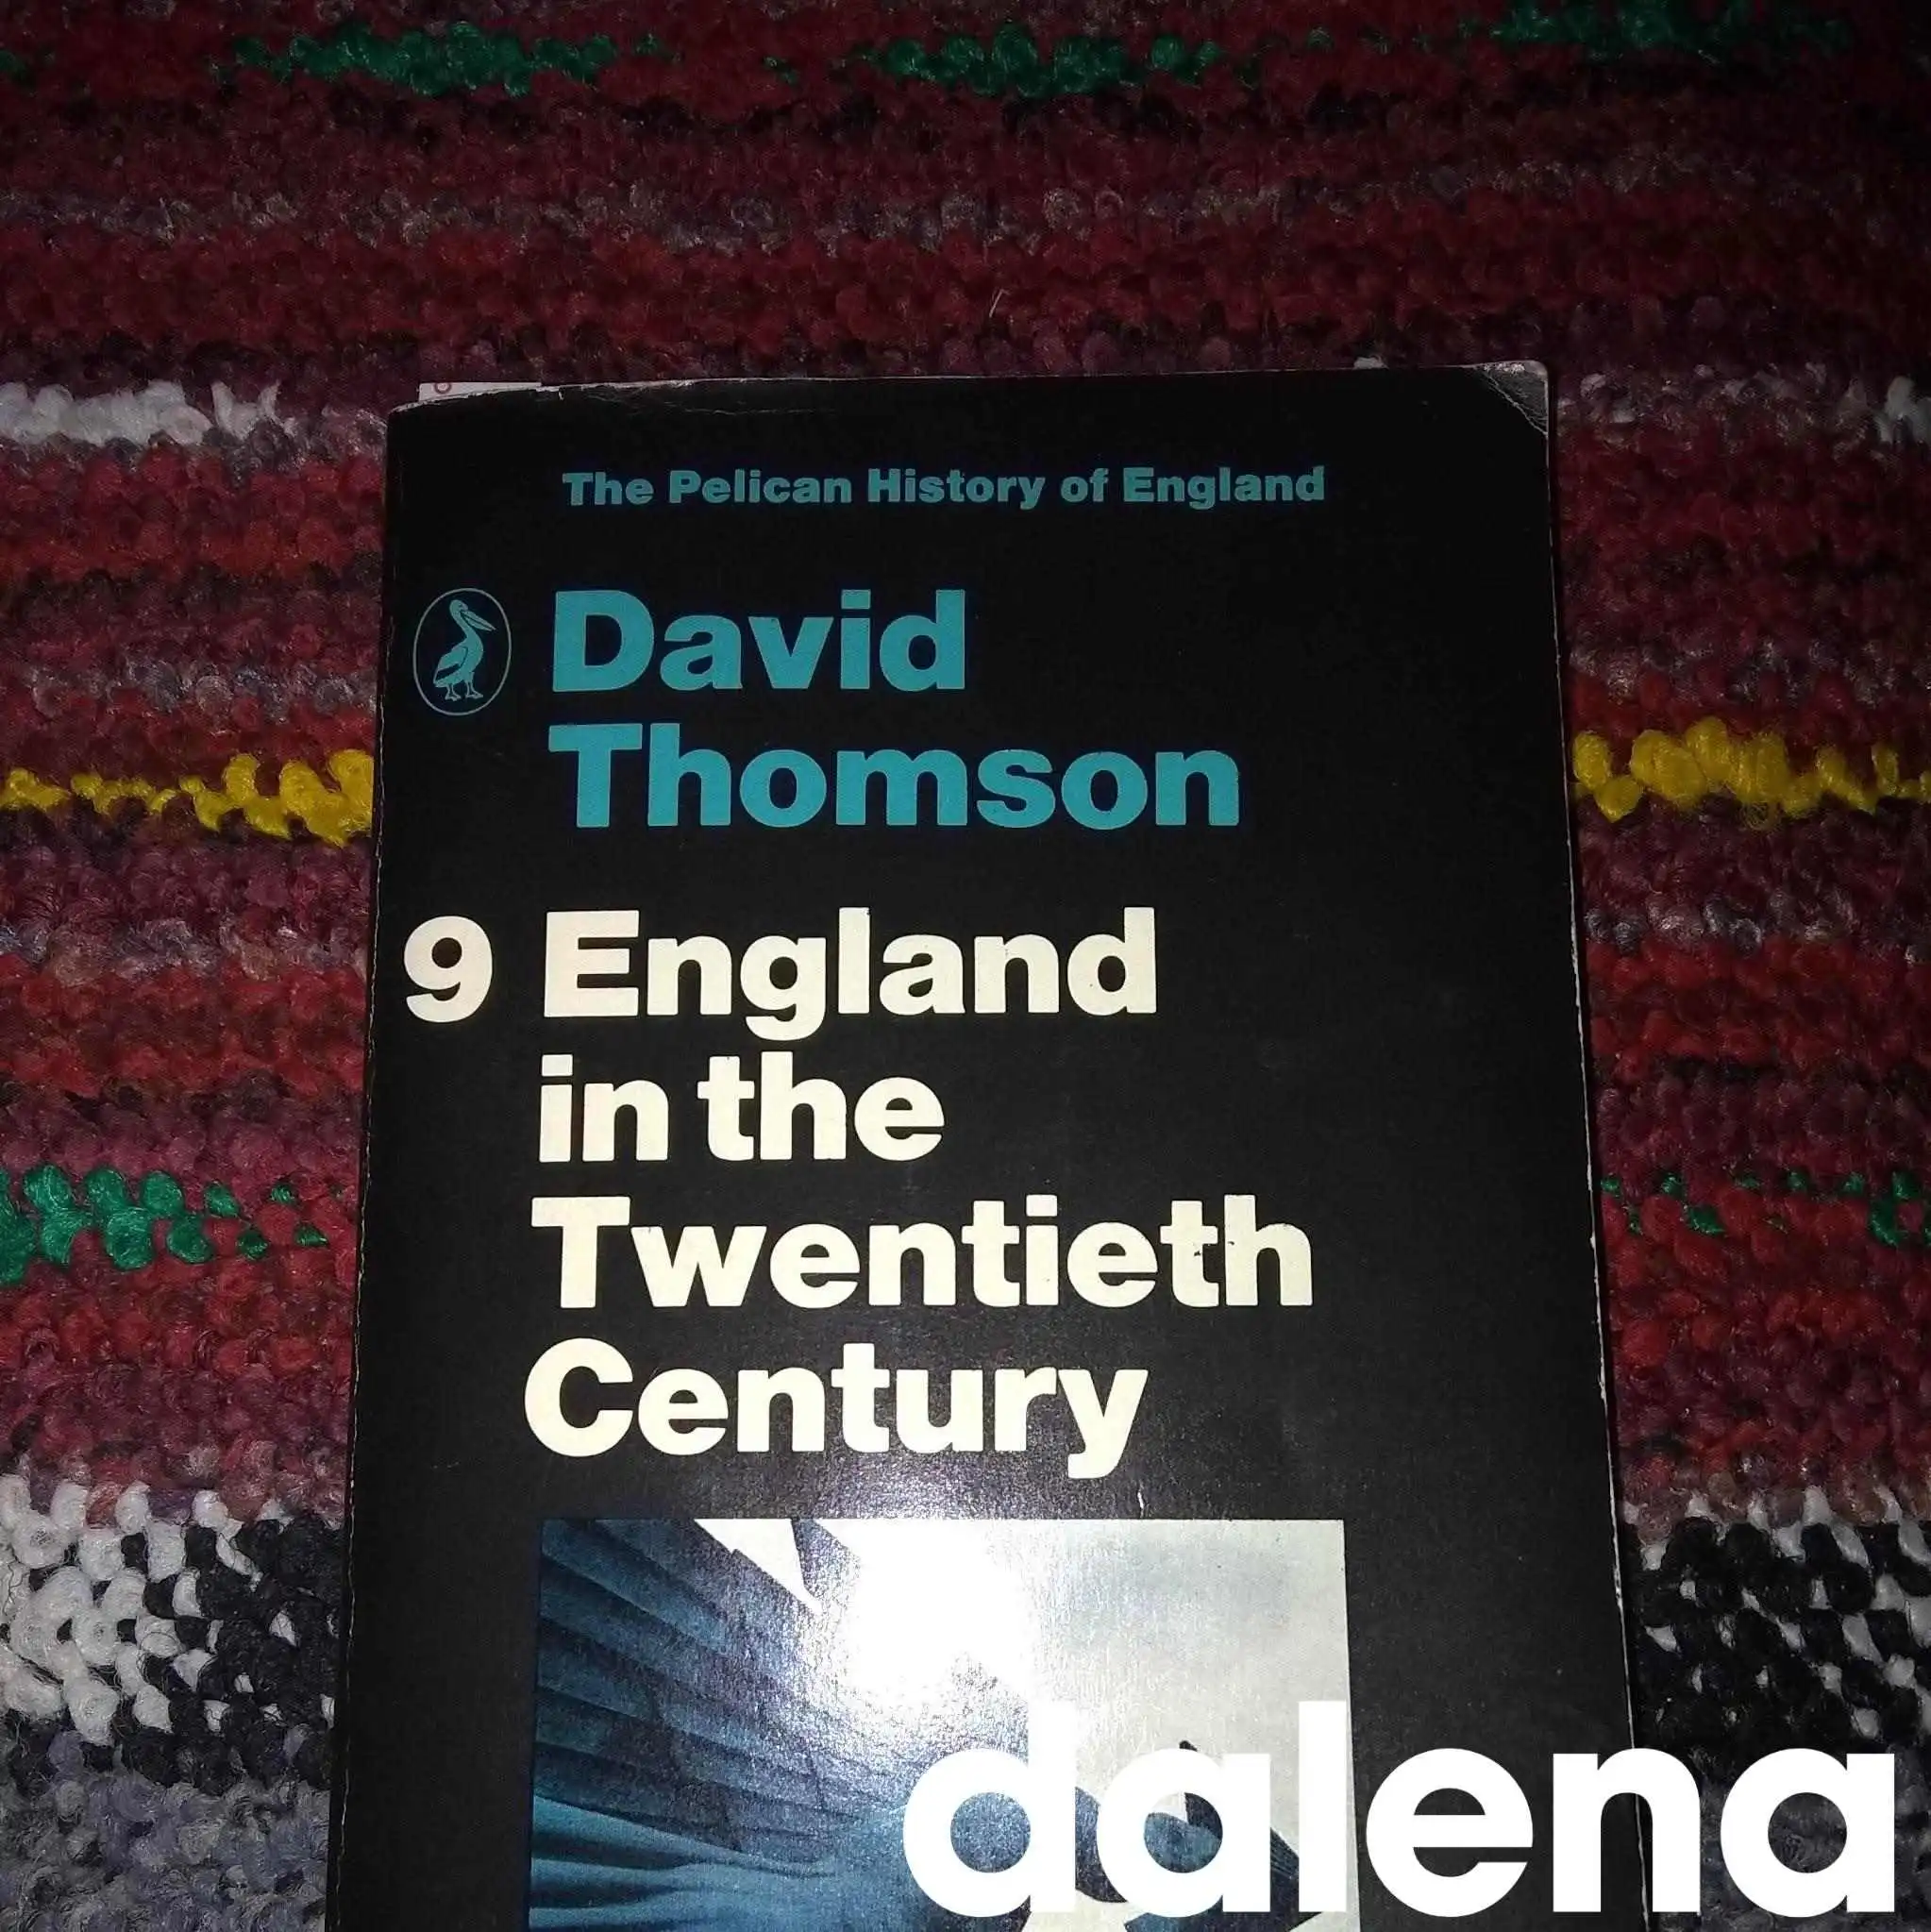 The Pelican History of England
David
Thomson
9 England
in the
Twentieth
Century
dalena